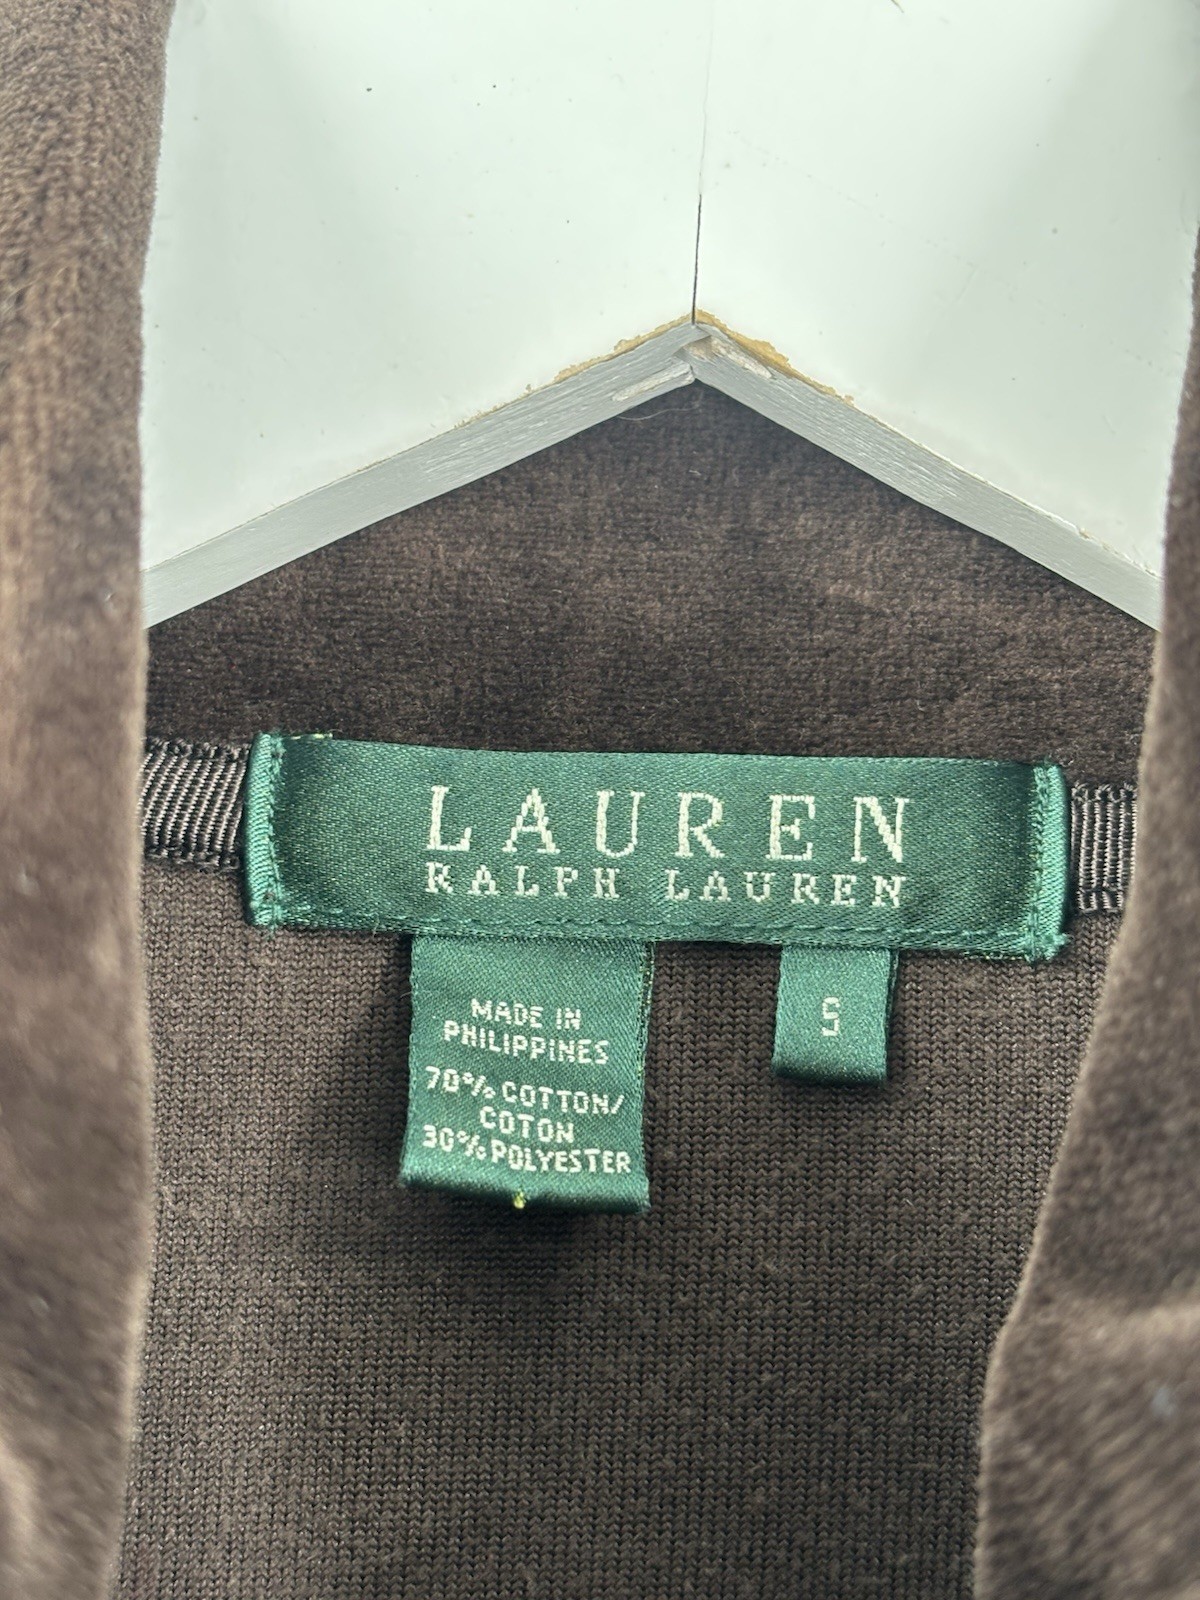 LAUREN
RALPH LAUREN
MADE IN
PHILIPPINES
70% COTTON/
COTON
30% POLYESTER
S